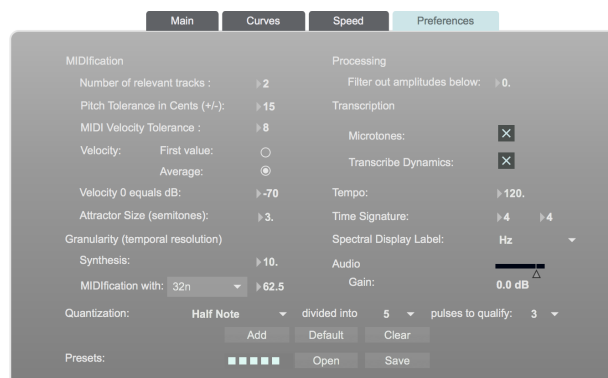 Main Curves Speed Preferences
MIDIfication Processing
Number of relevant tracks : 2 Filter out amplitudes below: 0.
Pitch Tolerance in Cents (+/-): 15 Transcription
MIDI Velocity Tolerance : 8 Microtones:
Velocity: First value:
Average: Transcribe Dynamics:
Velocity 0 equals dB: -70 Tempo: 120.
Attractor Size (semitones): 3. Time Signature: 4 4
Granularity (temporal resolution) Spectral Display Label: Hz
Synthesis: 10. Audio
MIDIfication with: 32n 62.5 Gain: 0.0 dB
Quantization: Half Note divided into 5 pulses to qualify: 3
Add Default Clear
Presets: Open Save